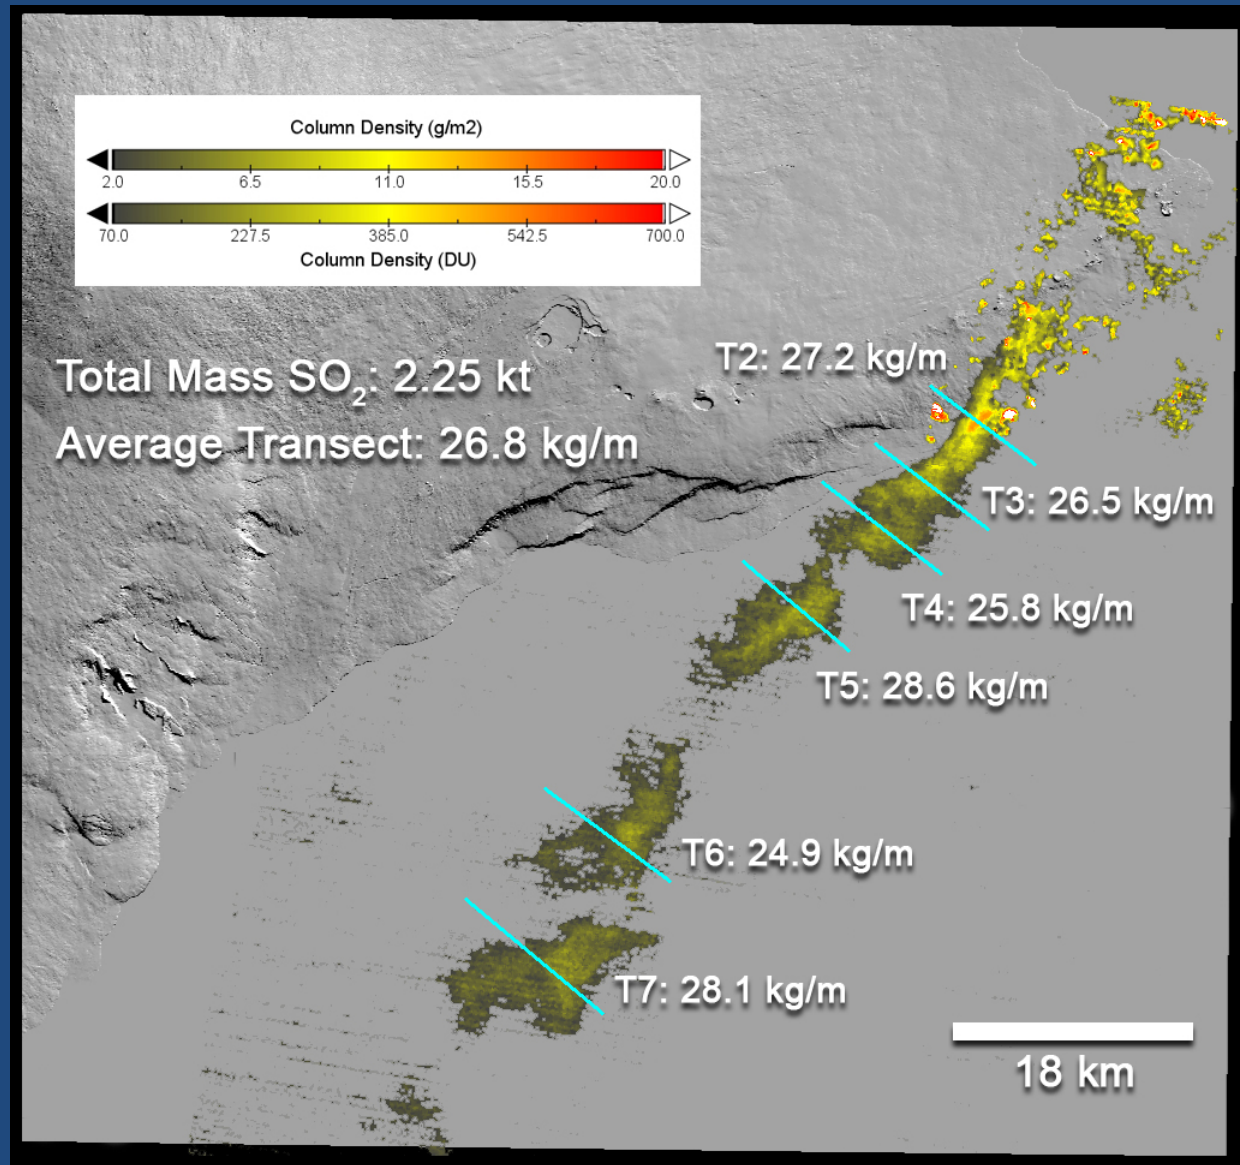 Column Density (g/m2)
2.0 6.5 11.0 15.5 20.0
70.0 227.5 385.0 542.5 700.0
Column Density (DU)
Total Mass SO₂: 2.25 kt
Average Transect: 26.8 kg/m
T2: 27.2 kg/m
T3: 26.5 kg/m
T4: 25.8 kg/m
T5: 28.6 kg/m
T6: 24.9 kg/m
T7: 28.1 kg/m
18 km